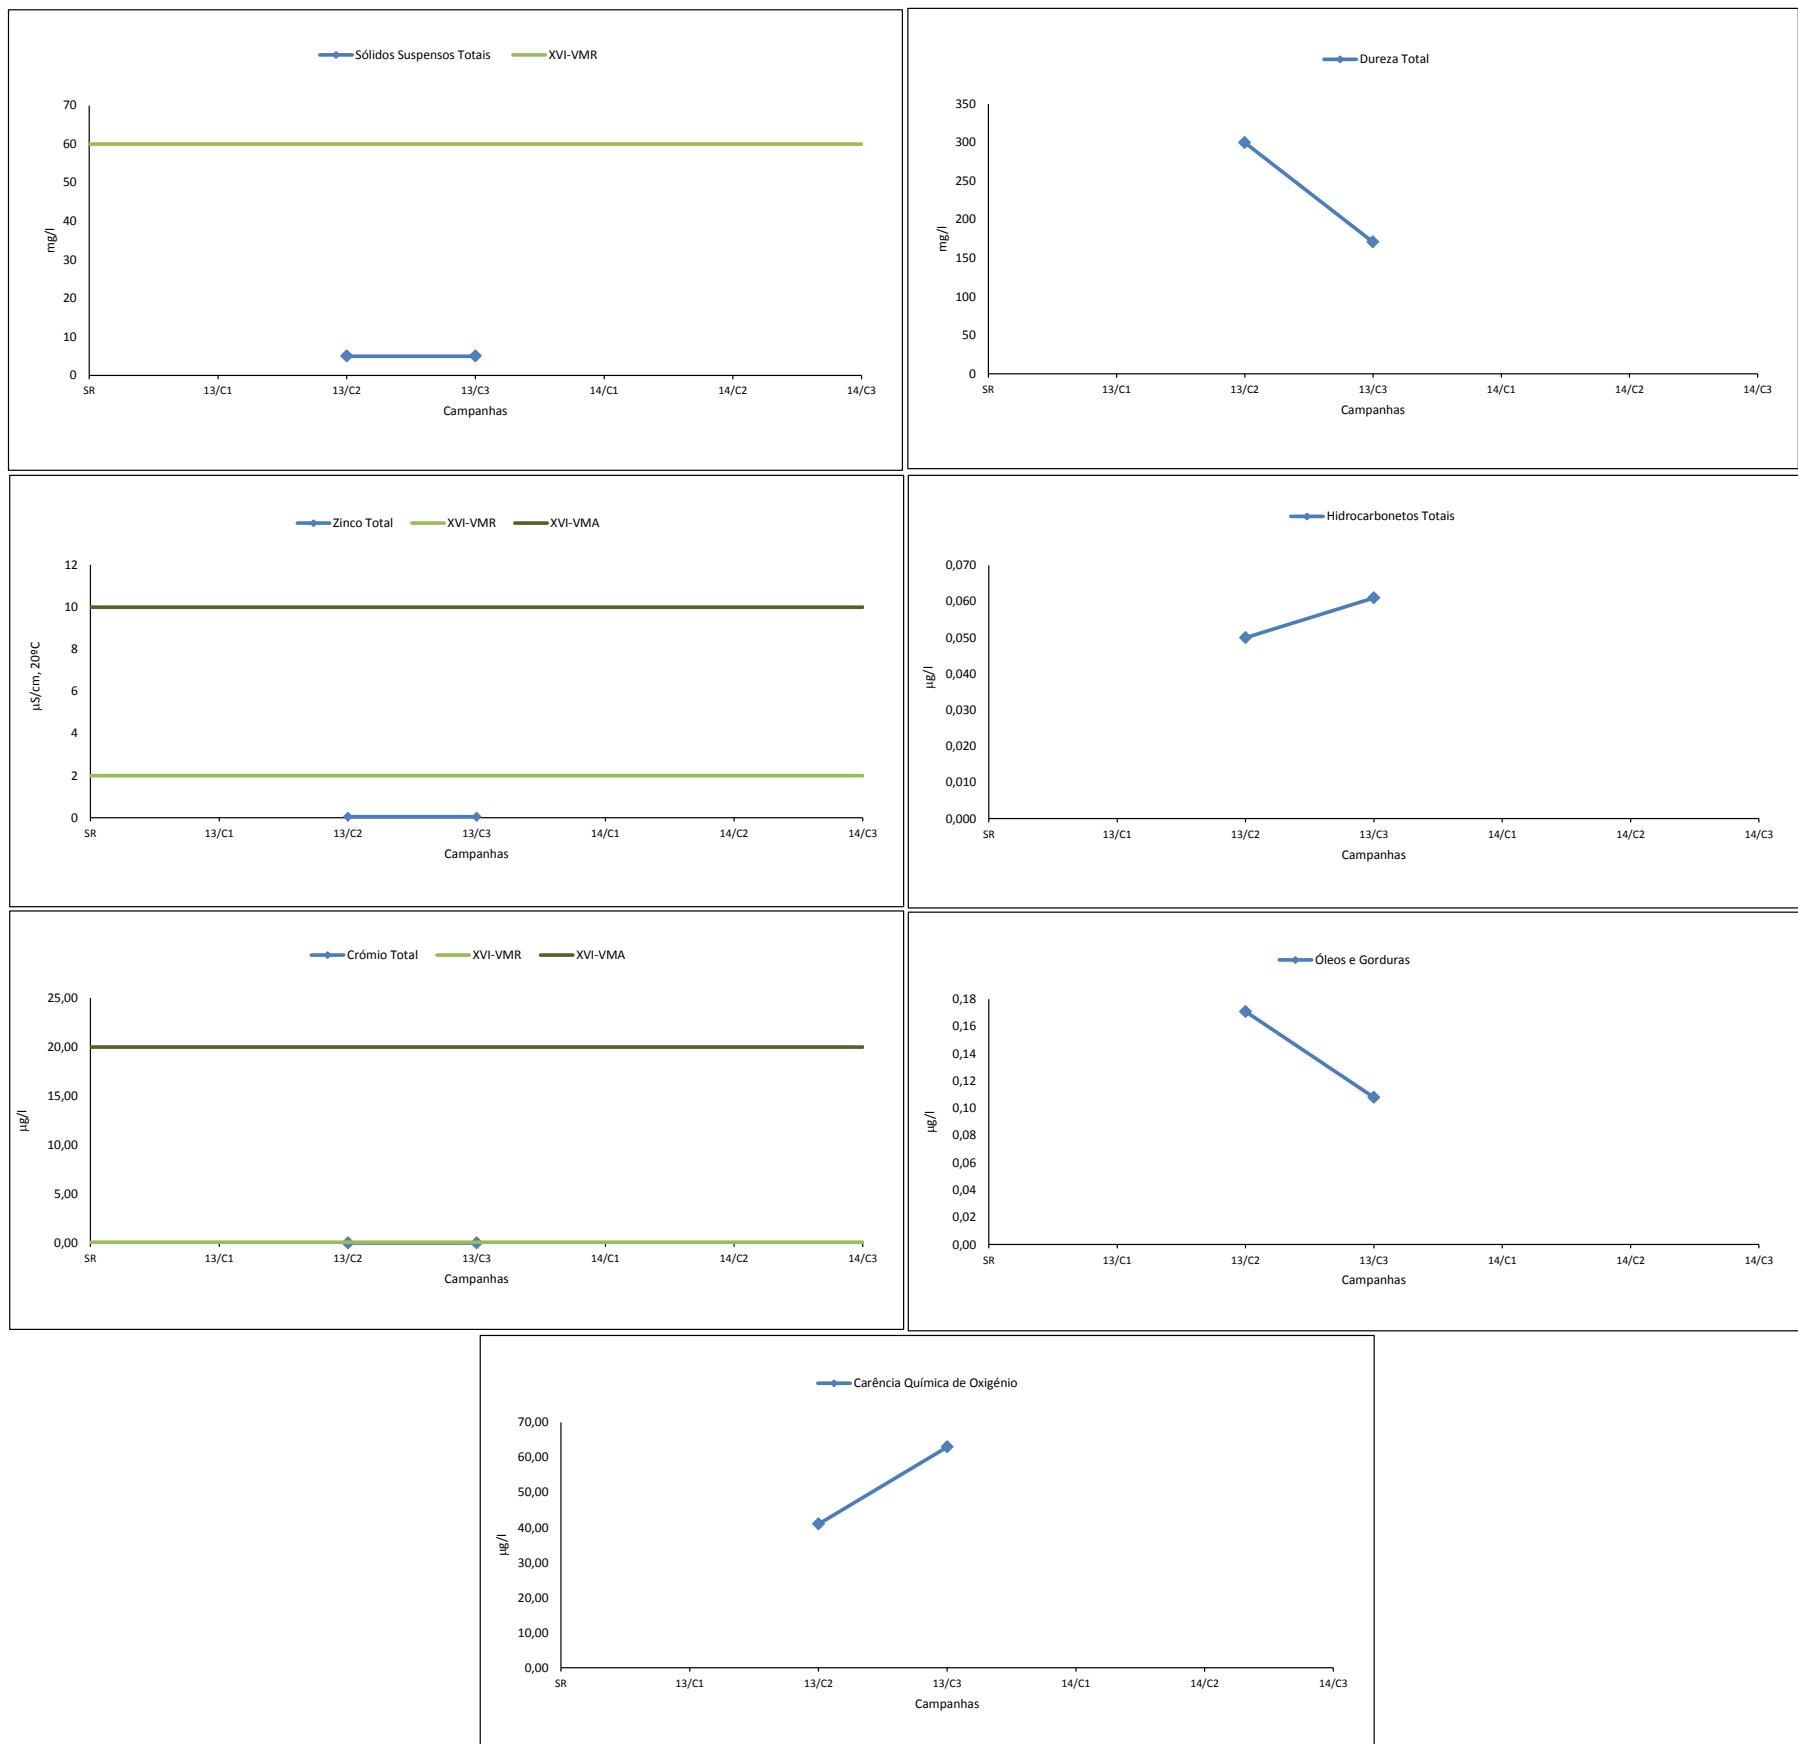 Sólidos Suspensos Totais XVI-VMR
70
60
50
40
30
20
10
0
mg/l
SR 13/C1 13/C2 13/C3 14/C1 14/C2 14/C3
Campanhas
Dureza Total
350
300
250
200
150
100
50
0
mg/l
SR 13/C1 13/C2 13/C3 14/C1 14/C2 14/C3
Campanhas
Zinco Total XVI-VMR XVI-VMA
12
10
8
6
4
2
0
µS/cm, 20ºC
SR 13/C1 13/C2 13/C3 14/C1 14/C2 14/C3
Campanhas
Hidrocarbonetos Totais
0,070
0,060
0,050
0,040
0,030
0,020
0,010
0,000
µg/l
SR 13/C1 13/C2 13/C3 14/C1 14/C2 14/C3
Campanhas
Crómio Total XVI-VMR XVI-VMA
25,00
20,00
15,00
10,00
5,00
0,00
µg/l
SR 13/C1 13/C2 13/C3 14/C1 14/C2 14/C3
Campanhas
Óleos e Gorduras
0,18
0,16
0,14
0,12
0,10
0,08
0,06
0,04
0,02
0,00
µg/l
SR 13/C1 13/C2 13/C3 14/C1 14/C2 14/C3
Campanhas
Carência Química de Oxigénio
70,00
60,00
50,00
40,00
30,00
20,00
10,00
0,00
µg/l
SR 13/C1 13/C2 13/C3 14/C1 14/C2 14/C3
Campanhas